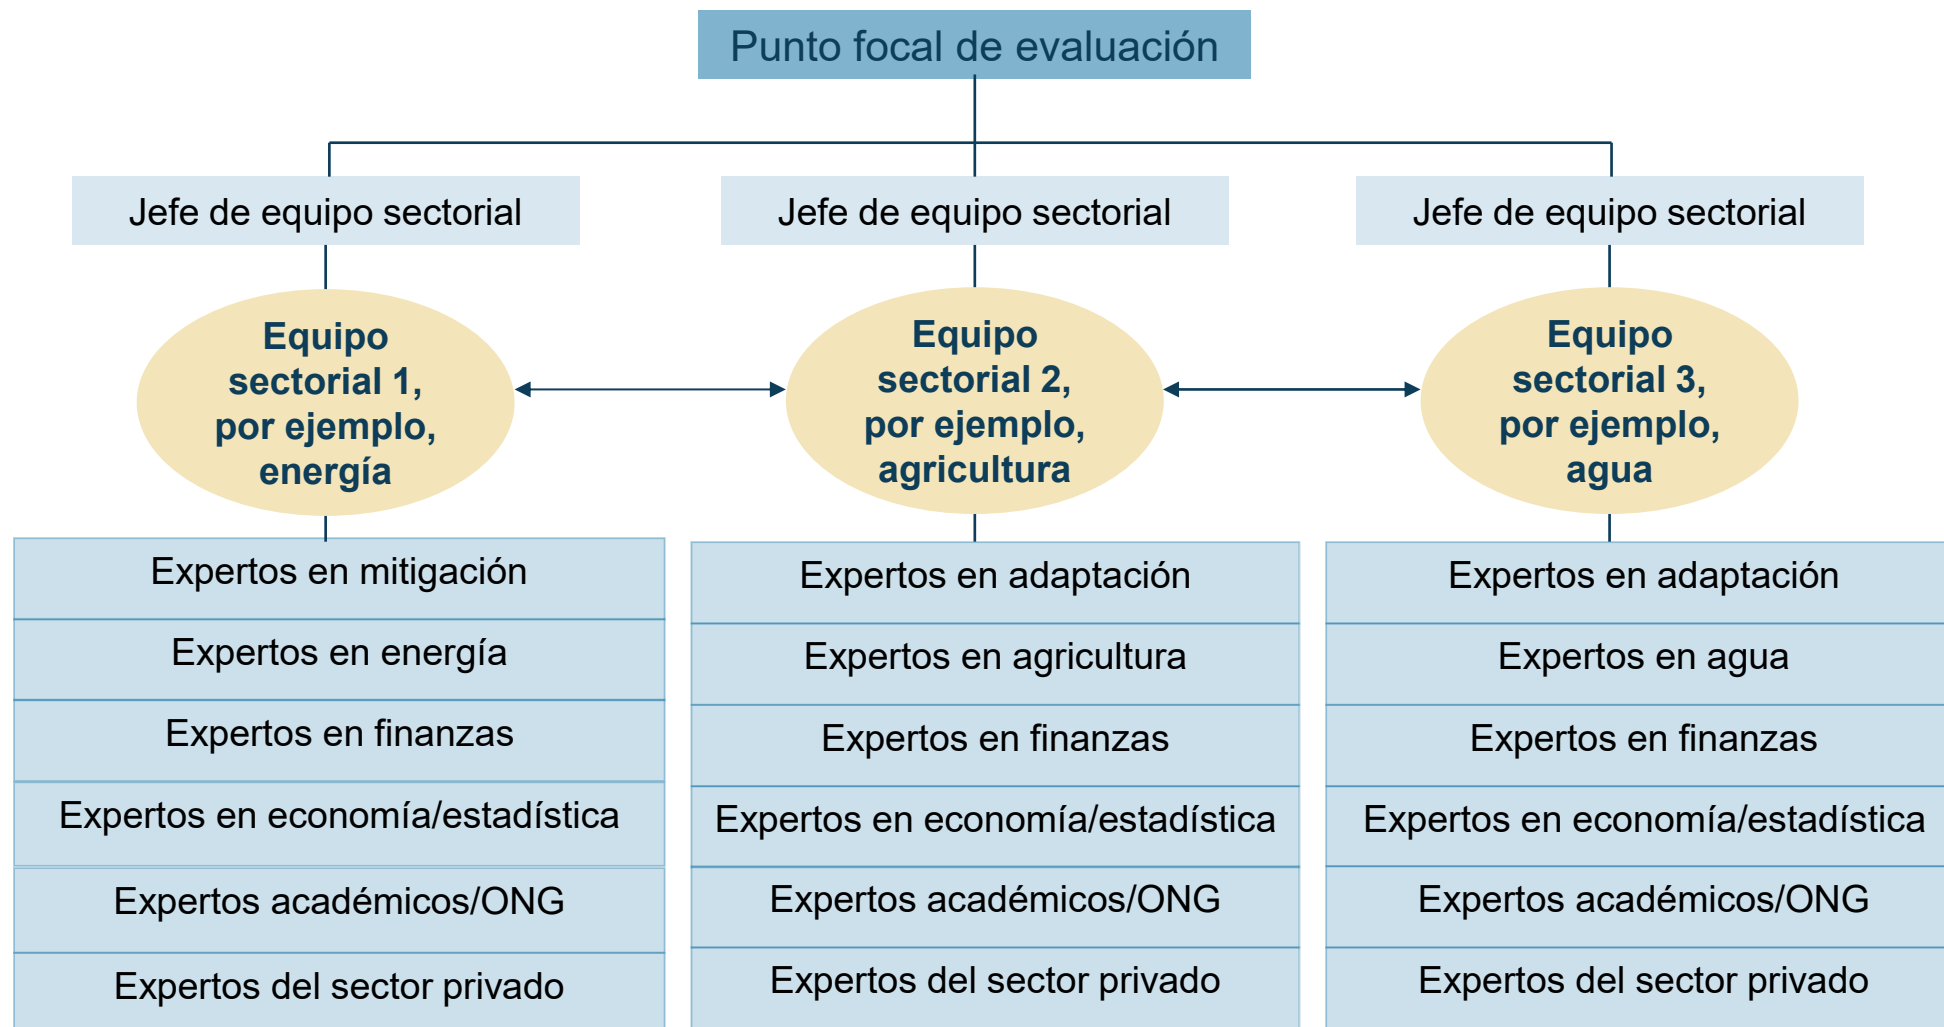 Punto focal de evaluación
Jefe de equipo sectorial
Jefe de equipo sectorial
Jefe de equipo sectorial
Equipo
sectorial 1,
por ejemplo,
energía
Equipo
sectorial 2,
por ejemplo,
agricultura
Equipo
sectorial 3,
por ejemplo,
agua
Expertos en mitigación
Expertos en energía
Expertos en finanzas
Expertos en economía/estadística
Expertos académicos/ONG
Expertos del sector privado
Expertos en adaptación
Expertos en agricultura
Expertos en finanzas
Expertos en economía/estadística
Expertos académicos/ONG
Expertos del sector privado
Expertos en adaptación
Expertos en agua
Expertos en finanzas
Expertos en economía/estadística
Expertos académicos/ONG
Expertos del sector privado